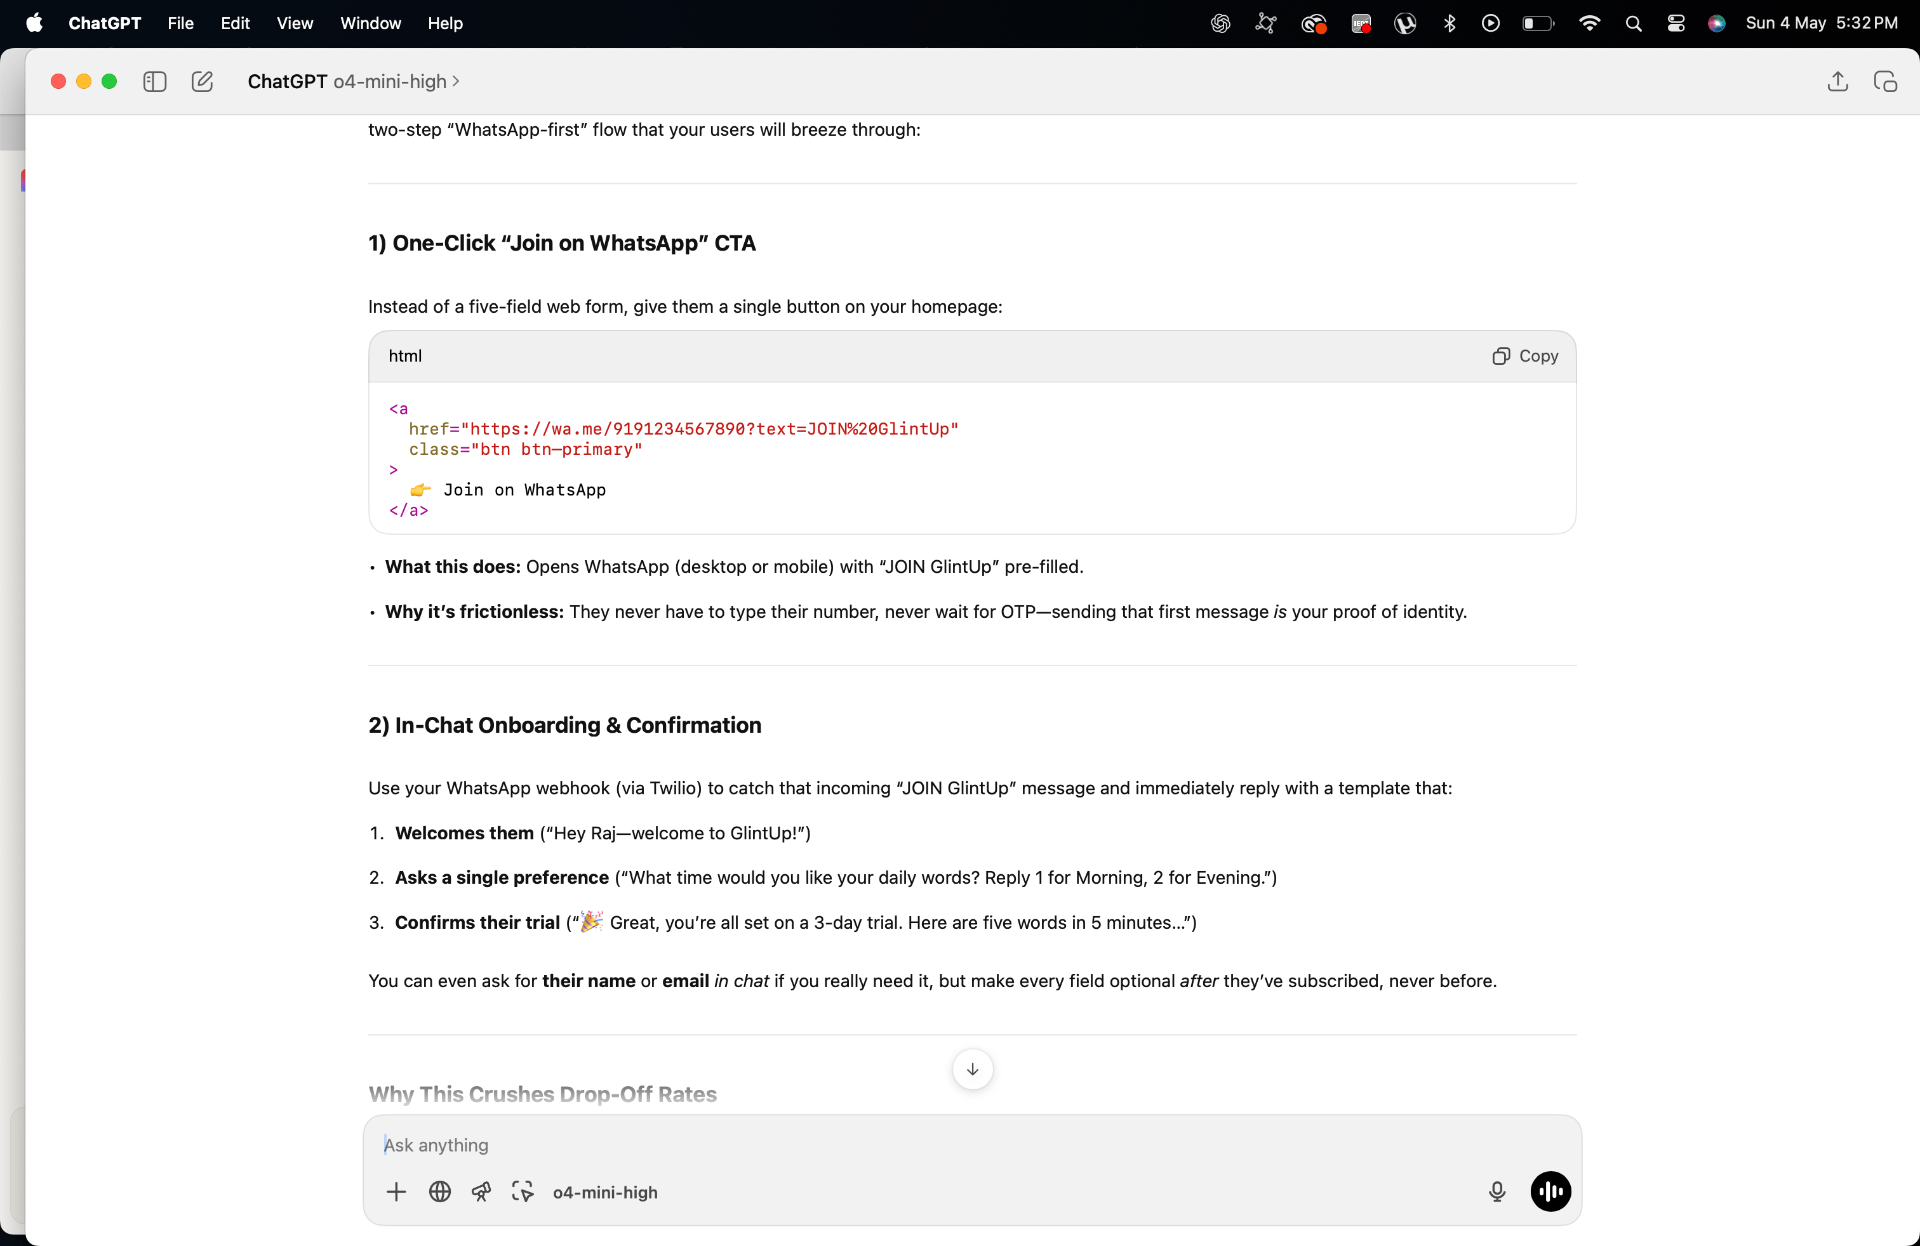 ChatGPT File Edit View Window Help Sun 4 May 5:32 PM
ChatGPT o4-mini-high >
two-step “WhatsApp-first” flow that your users will breeze through:
1) One-Click “Join on WhatsApp” CTA
Instead of a five-field web form, give them a single button on your homepage:
html Copy
<a
href="https://wa.me/9191234567890?text=JOIN%20GlintUp"
class="btn btn-primary"
>
👉 Join on WhatsApp
</a>
• What this does: Opens WhatsApp (desktop or mobile) with “JOIN GlintUp” pre-filled.
• Why it’s frictionless: They never have to type their number, never wait for OTP—sending that first message is your proof of identity.
2) In-Chat Onboarding & Confirmation
Use your WhatsApp webhook (via Twilio) to catch that incoming “JOIN GlintUp” message and immediately reply with a template that:
1. Welcomes them (“Hey Raj—welcome to GlintUp!”)
2. Asks a single preference (“What time would you like your daily words? Reply 1 for Morning, 2 for Evening.”)
3. Confirms their trial (“🎉 Great, you’re all set on a 3-day trial. Here are five words in 5 minutes…”)
You can even ask for their name or email in chat if you really need it, but make every field optional after they’ve subscribed, never before.
Why This Crushes Drop-Off Rates
Ask anything
o4-mini-high